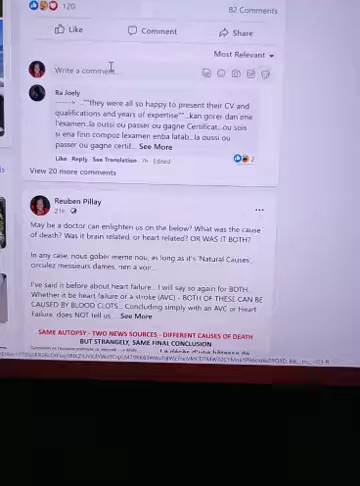 120
82 Comments
Like
Comment
Share
Most Relevant
Write a comment
Ra Joefy
-----> .."They were all so happy to present their CV and
qualifications and years of expertise"..kan gorer dan ene
l'examen..la oussi ou passer ou gagne Certificat.. ou sois
si ena finn compoz lexamen enba latab..la oussi ou
passer ou gagne certif... See More
Like Reply See Translation 7h Edited
2
View 20 more comments
Reuben Pillay
21h
May be a doctor can enlighten us on the below? What was the cause
of death? Was it brain related, or heart related? OR WAS IT BOTH?
In any case, nous gober meme nou, as long as it's 'Natural Causes',
circulez messieurs dames, rien a voir...
I've said it before about heart failure... I will say so again for BOTH.
Whether it be heart failure or a stroke (AVC) - BOTH OF THESE CAN BE
CAUSED BY BLOOD CLOTS... Concluding simply with an AVC or Heart
Failure, does NOT tell us ... See More
SAME AUTOPSY - TWO NEWS SOURCES - DIFFERENT CAUSES OF DEATH
BUT STRANGELY, SAME FINAL CONCLUSION